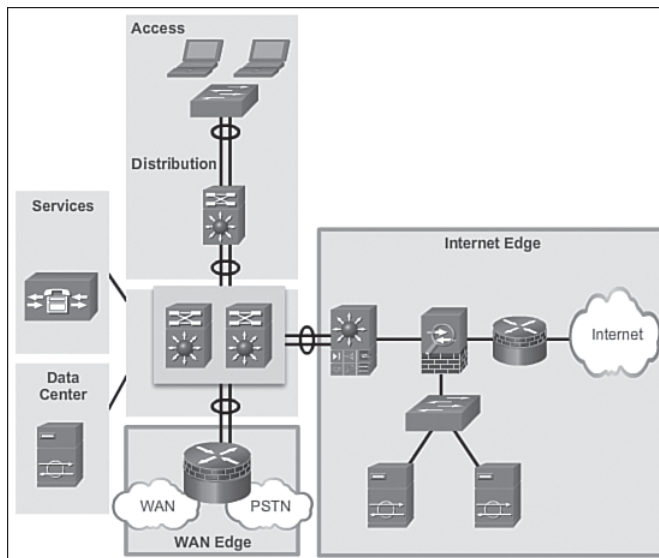 Access
Distribution
Services
Internet Edge
Internet
Data
Center
WAN
PSTN
WAN Edge